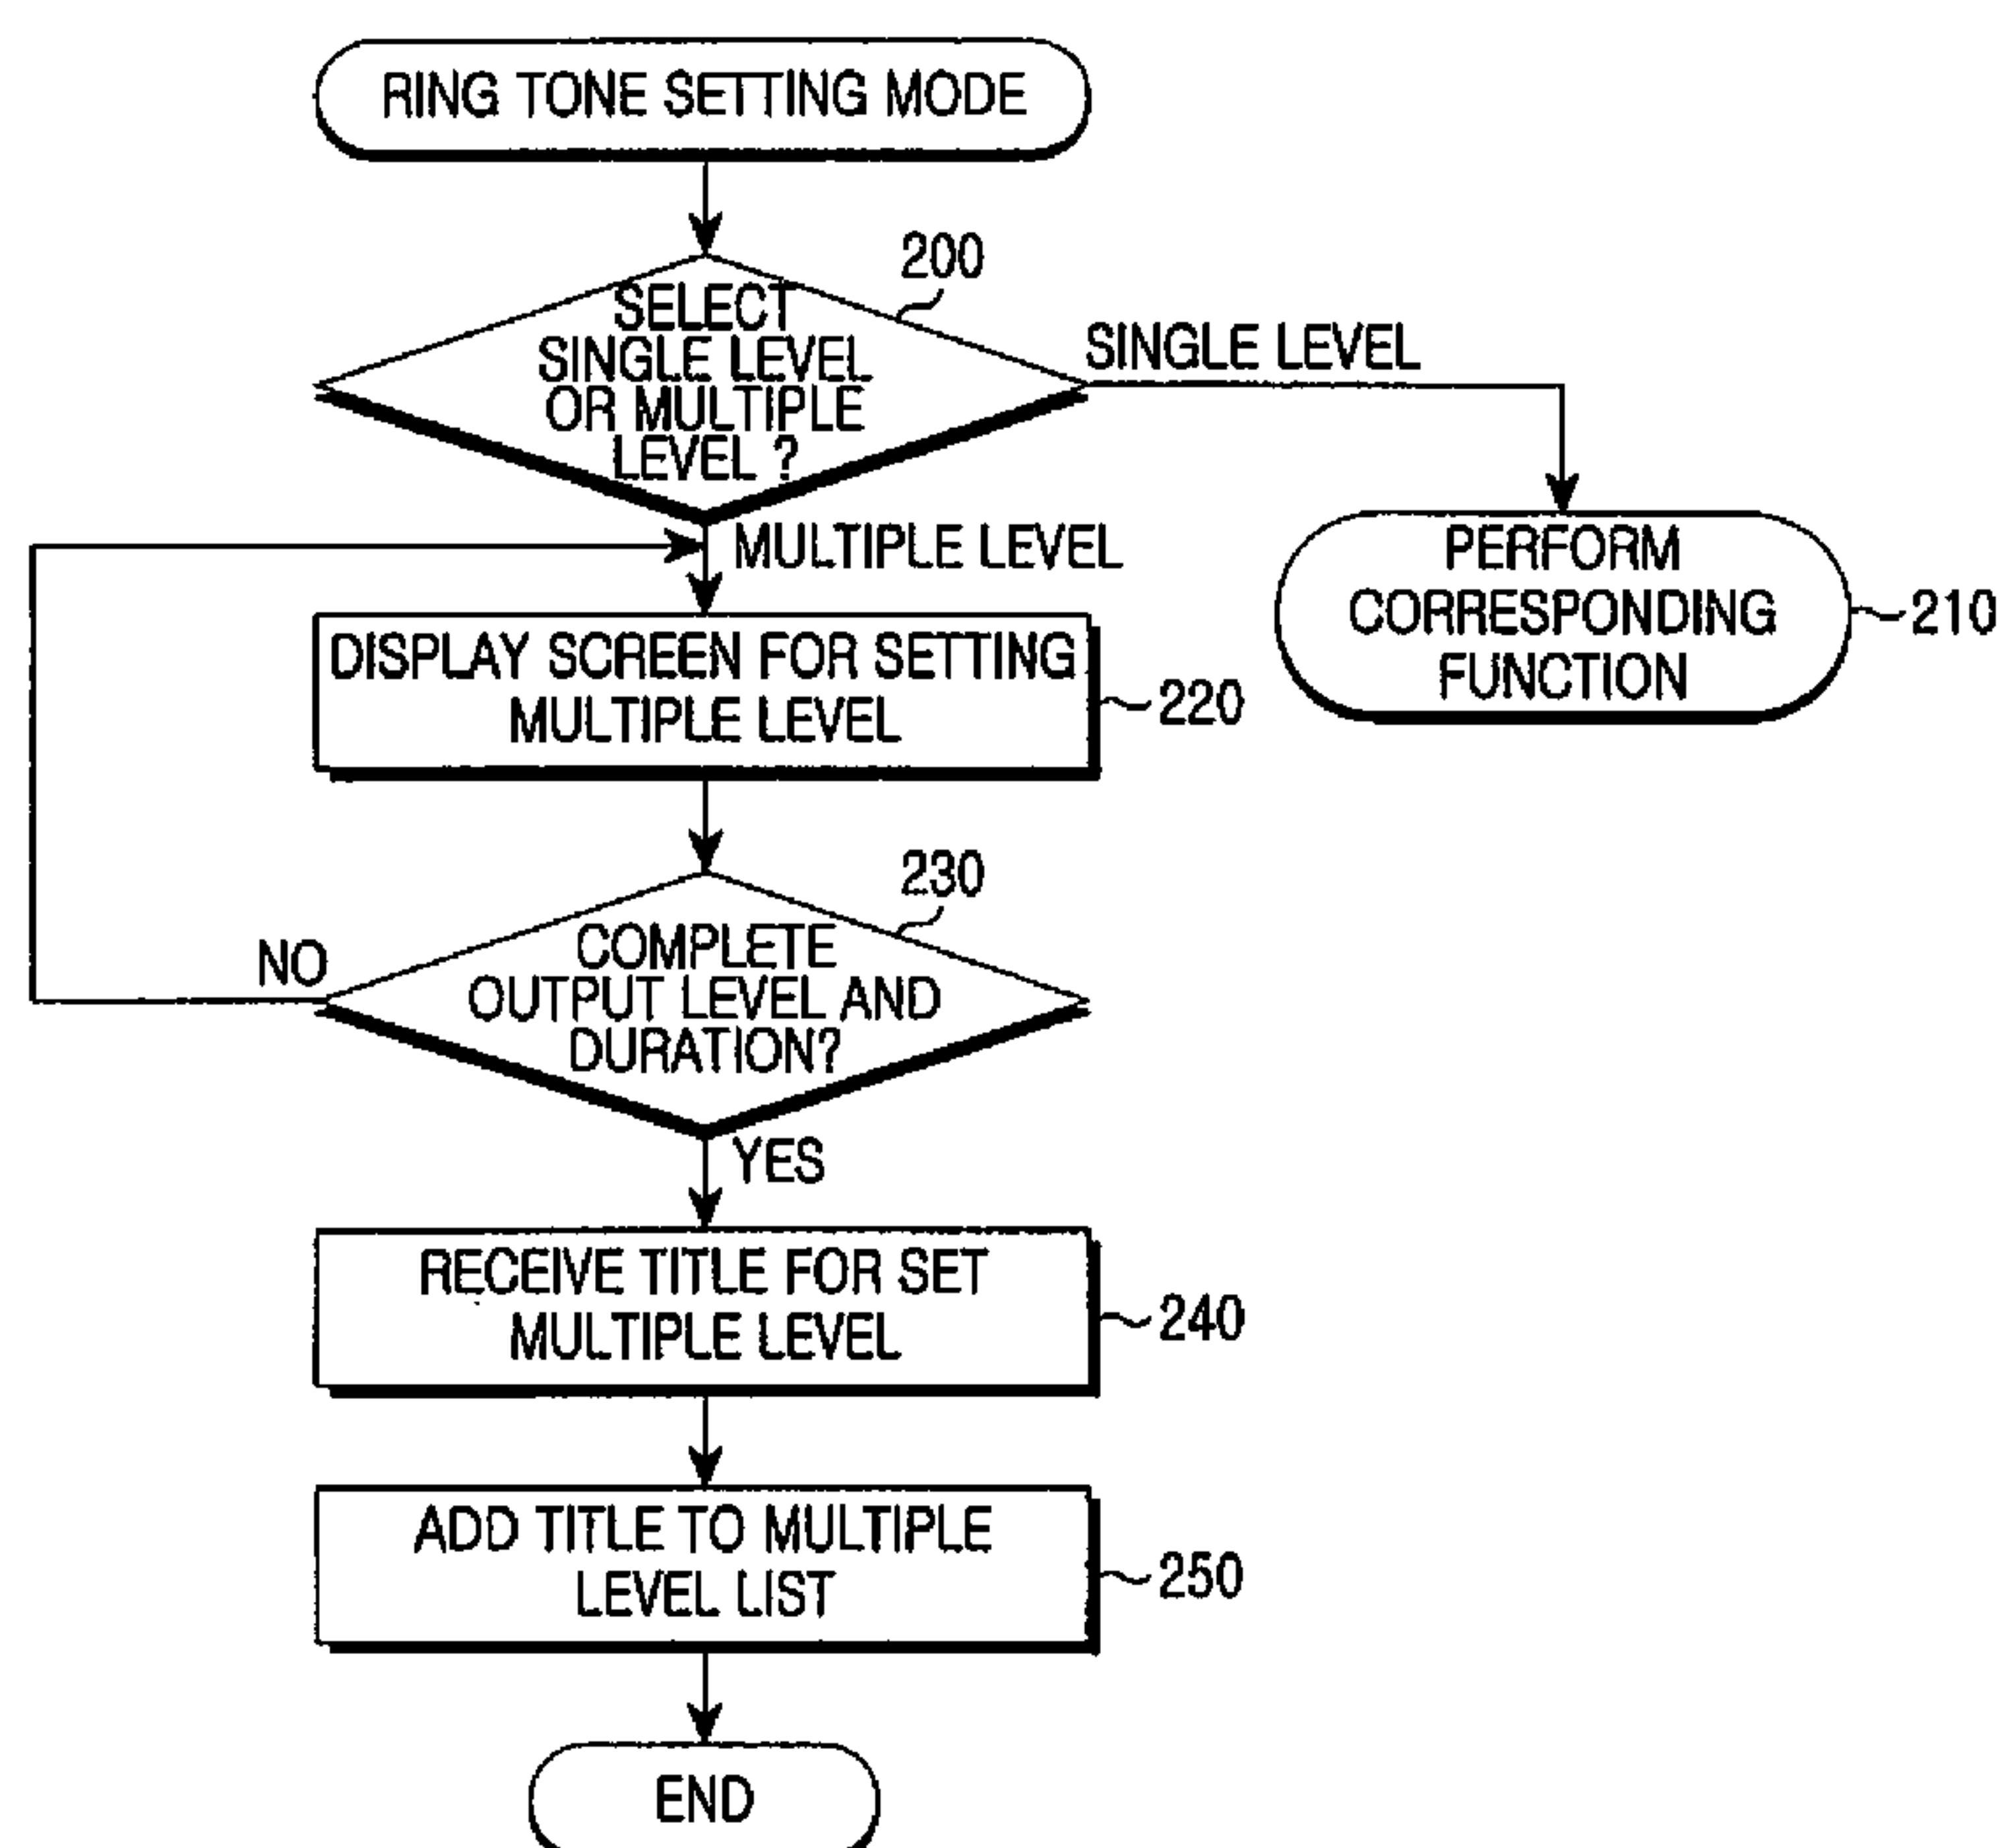 RING TONE SETTING MODE
200
SELECT
SINGLE LEVEL
OR MULTIPLE
LEVEL ?
SINGLE LEVEL
MULTIPLE LEVEL
PERFORM
CORRESPONDING
FUNCTION
210
DISPLAY SCREEN FOR SETTING
MULTIPLE LEVEL
220
230
COMPLETE
OUTPUT LEVEL AND
DURATION?
NO
YES
RECEIVE TITLE FOR SET
MULTIPLE LEVEL
240
ADD TITLE TO MULTIPLE
LEVEL LIST
250
END